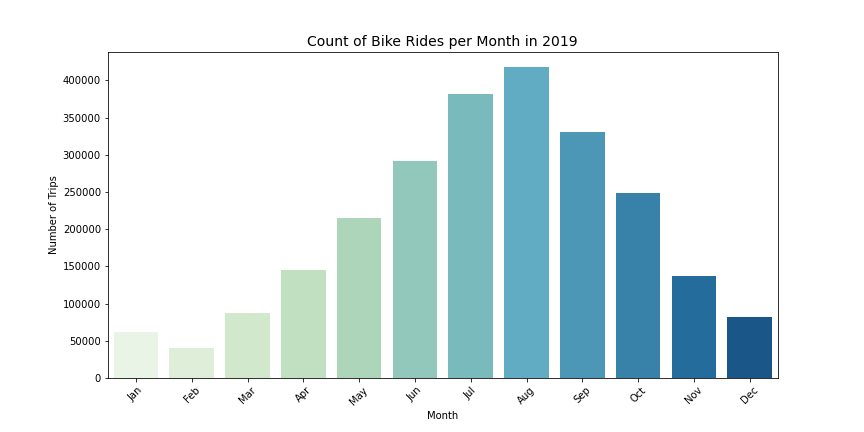 Count of Bike Rides per Month in 2019
400000
350000
300000
250000
200000
150000
100000
50000
0
Number of Trips
Jan Feb Mar Apr May Jun Jul Aug Sep Oct Nov Dec
Month